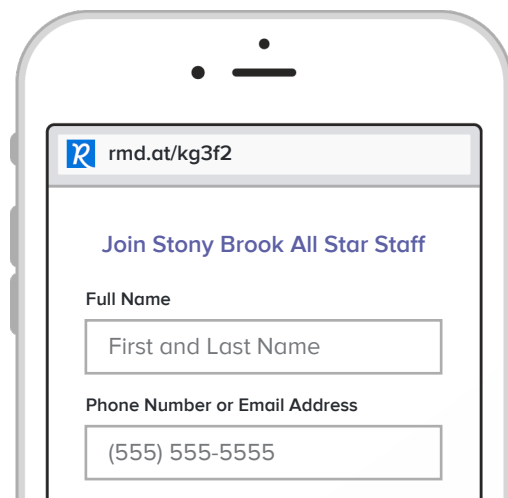 rmd.at/kg3f2
Join Stony Brook All Star Staff
Full Name
First and Last Name
Phone Number or Email Address
(555) 555-5555